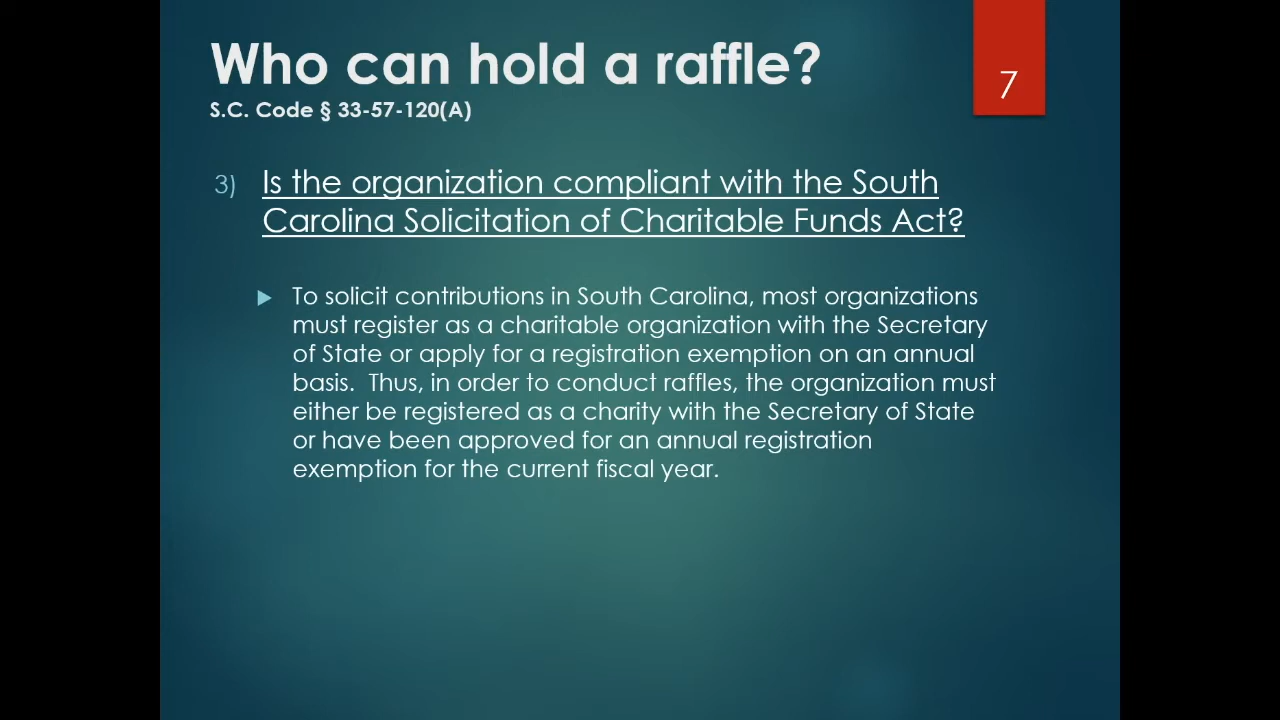 Who can hold a raffle?
7
S.C. Code § 33-57-120(A)
3) Is the organization compliant with the South
Carolina Solicitation of Charitable Funds Act?
To solicit contributions in South Carolina, most organizations
must register as a charitable organization with the Secretary
of State or apply for a registration exemption on an annual
basis.  Thus, in order to conduct raffles, the organization must
either be registered as a charity with the Secretary of State
or have been approved for an annual registration
exemption for the current fiscal year.